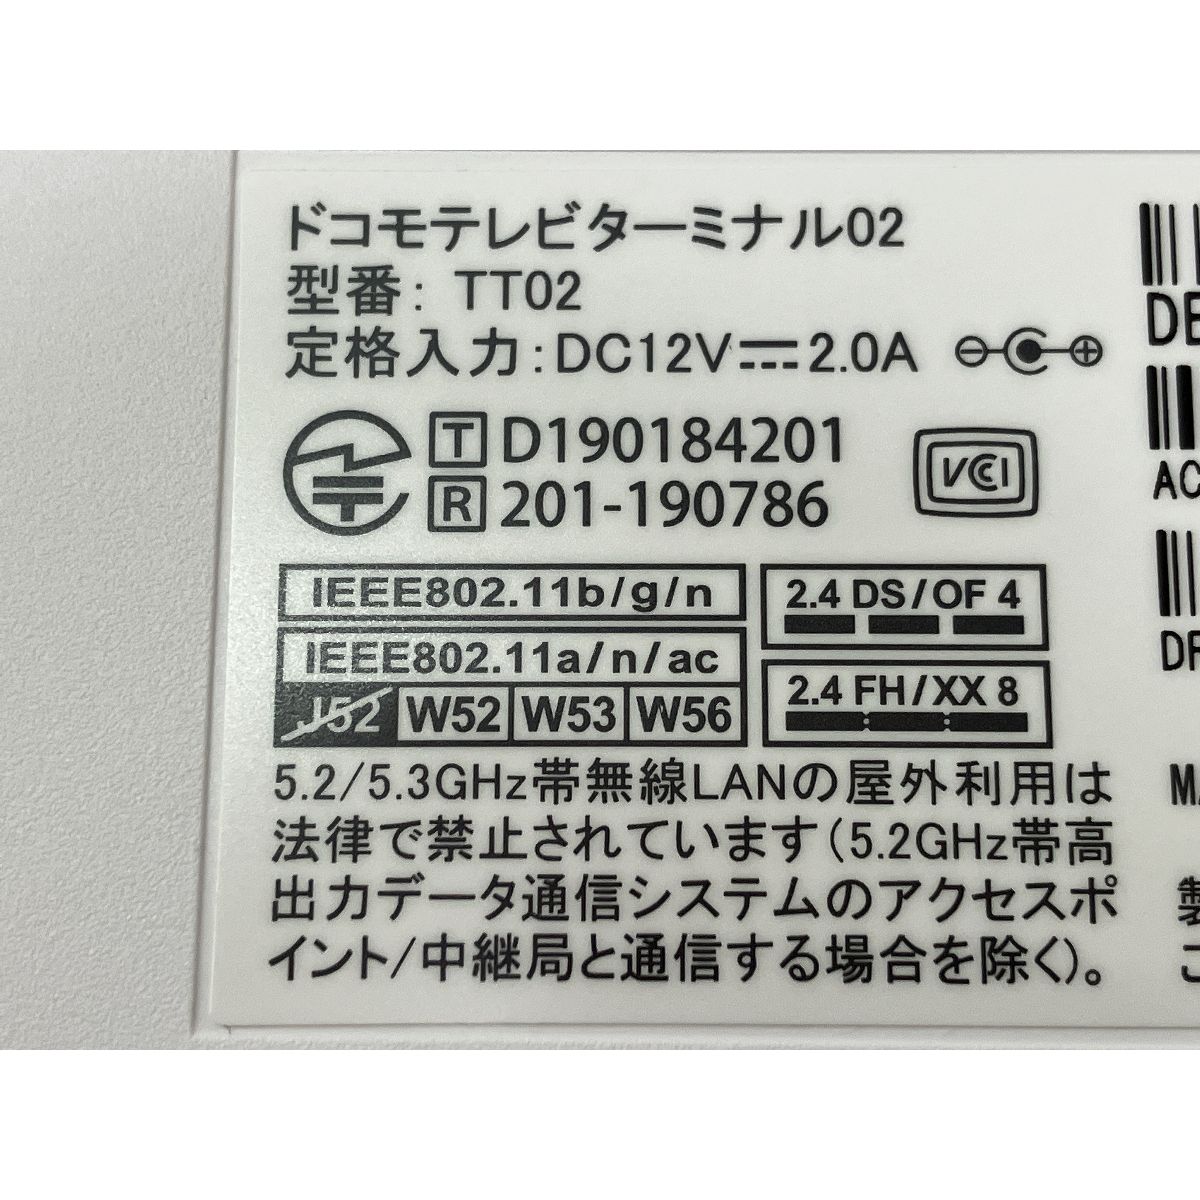 ドコモテレビターミナル02
型番: TT02
定格入力:DC12V⎓2.0A
T D190184201
R 201-190786
VCCI
IEEE802.11b/g/n
IEEE802.11a/n/ac
J52 W52 W53 W56
2.4 DS/OF 4
2.4 FH/XX 8
5.2/5.3GHz帯無線LANの屋外利用は
法律で禁止されています(5.2GHz帯高
出力データ通信システムのアクセスポ
イント/中継局と通信する場合を除く)。
DE
AC
製